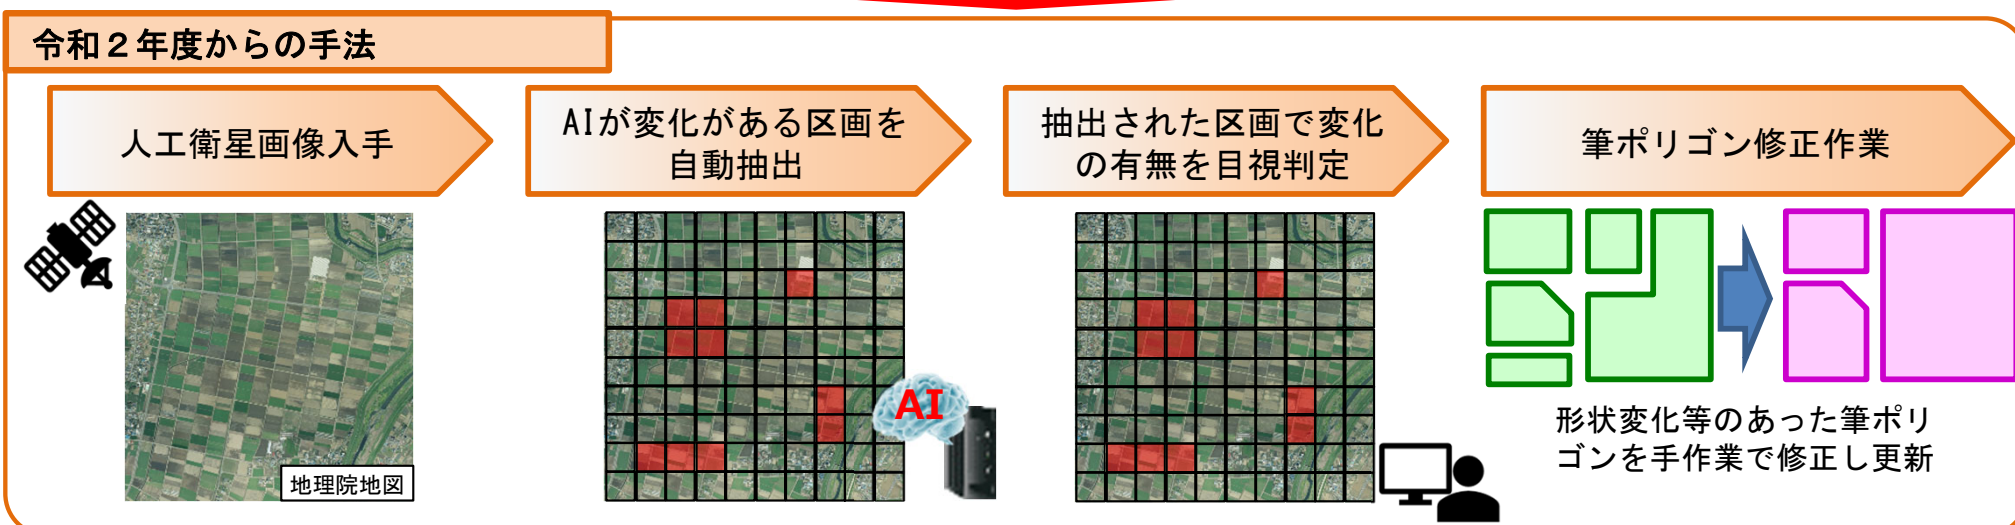 令和２年度からの手法
人工衛星画像入手
AIが変化がある区画を
自動抽出
抽出された区画で変化
の有無を目視判定
筆ポリゴン修正作業
地理院地図
AI
形状変化等のあった筆ポリ
ゴンを手作業で修正し更新